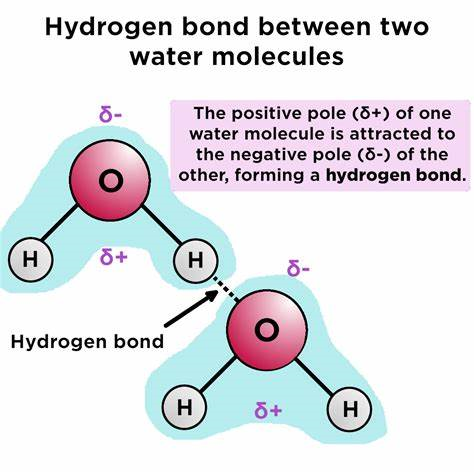 Hydrogen bond between two
water molecules
δ-
The positive pole (δ+) of one
water molecule is attracted to
the negative pole (δ-) of the
other, forming a hydrogen bond.
O
H
δ+
H
δ-
Hydrogen bond
O
H
δ+
H